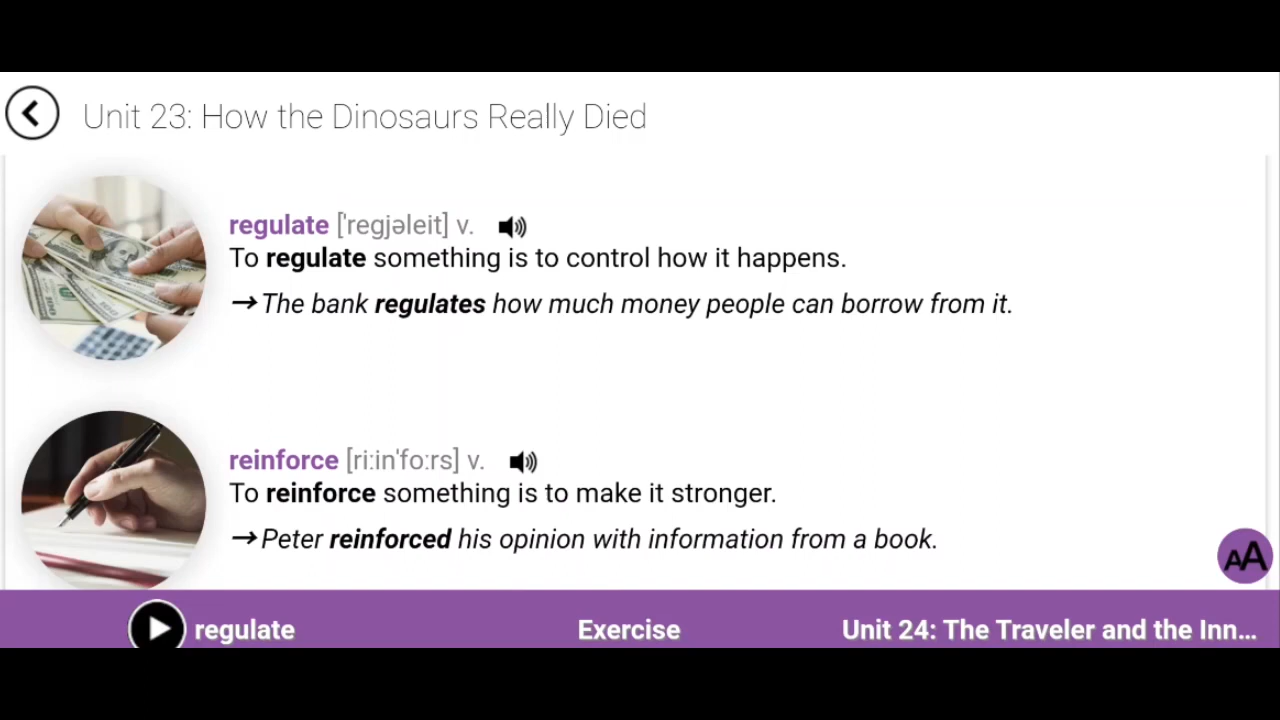 Unit 23: How the Dinosaurs Really Died
regulate ['regjəleit] v.
To regulate something is to control how it happens.
→ The bank regulates how much money people can borrow from it.
reinforce [ri:in'fo:rs] v.
To reinforce something is to make it stronger.
→ Peter reinforced his opinion with information from a book.
AA
regulate Exercise Unit 24: The Traveler and the Inn...